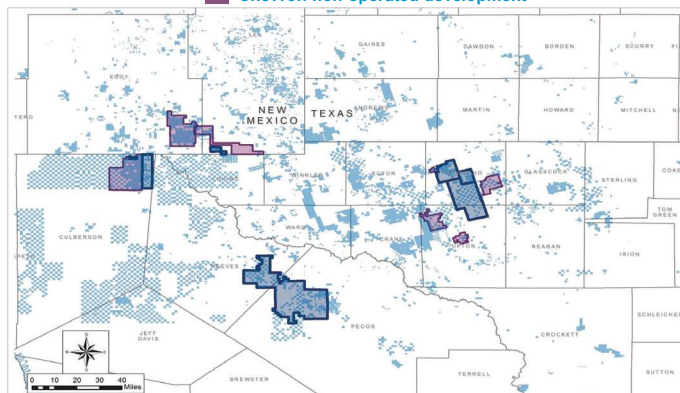 Chevron non-operated development
LEA
GAINES
DAWSON
BORDEN
SCURRY
EDDY
NEW
MEXICO
TEXAS
ANDREWS
MARTIN
HOWARD
MITCHELL
TERO
LOVING
WINKLER
ECTOR
GLASSCOCK
STERLING
COKE
TOM
GREEN
CULBERSON
WARD
CRANE
UPTON
REAGAN
IRION
REEVES
PECOS
CROCKETT
SCHLEICHER
JEFF
DAVIS
BREWSTER
TERRELL
SUTTON
N
W
E
S
0 5 10 20 30 40
Miles